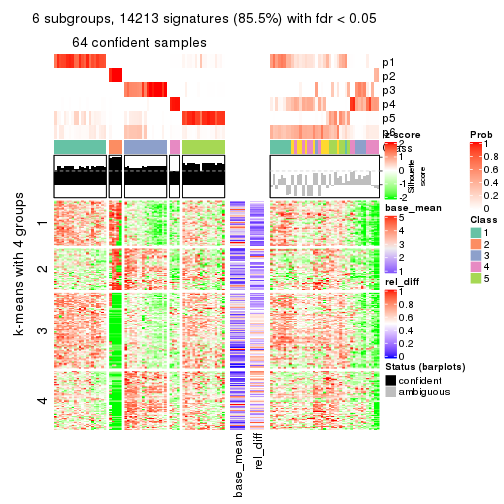 6 subgroups, 14213 signatures (85.5%) with fdr < 0.05
64 confident samples
p1
p2
p3
p4
p5
p6
Class
Silhouette
score
z-score
2
1
0
-1
-2
Prob
1
0.8
0.6
0.4
0.2
0
base_mean
5
4
3
2
1
Class
1
2
3
4
5
rel_diff
1
0.8
0.6
0.4
0.2
0
Status (barplots)
confident
ambiguous
k-means with 4 groups
1
2
3
4
base_mean
rel_diff